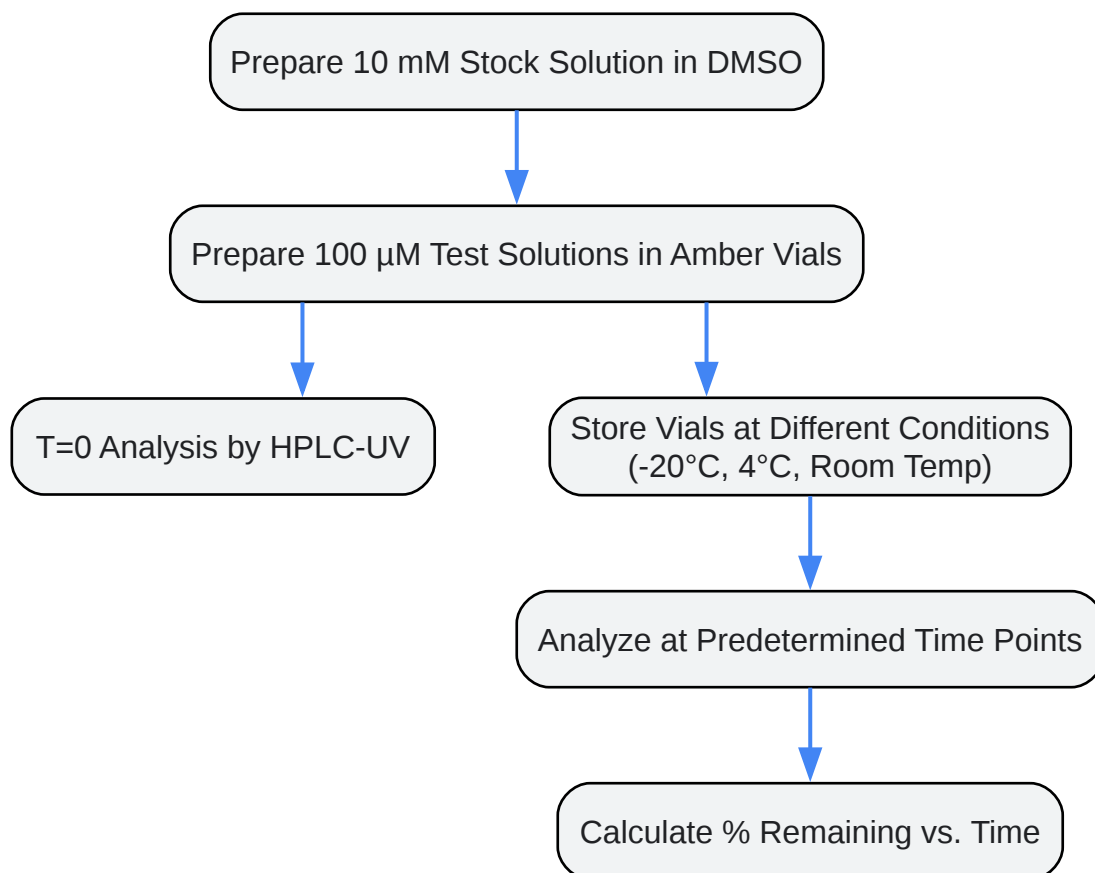 Prepare 10 mM Stock Solution in DMSO
Prepare 100 µM Test Solutions in Amber Vials
T=0 Analysis by HPLC-UV
Store Vials at Different Conditions
(-20°C, 4°C, Room Temp)
Analyze at Predetermined Time Points
Calculate % Remaining vs. Time